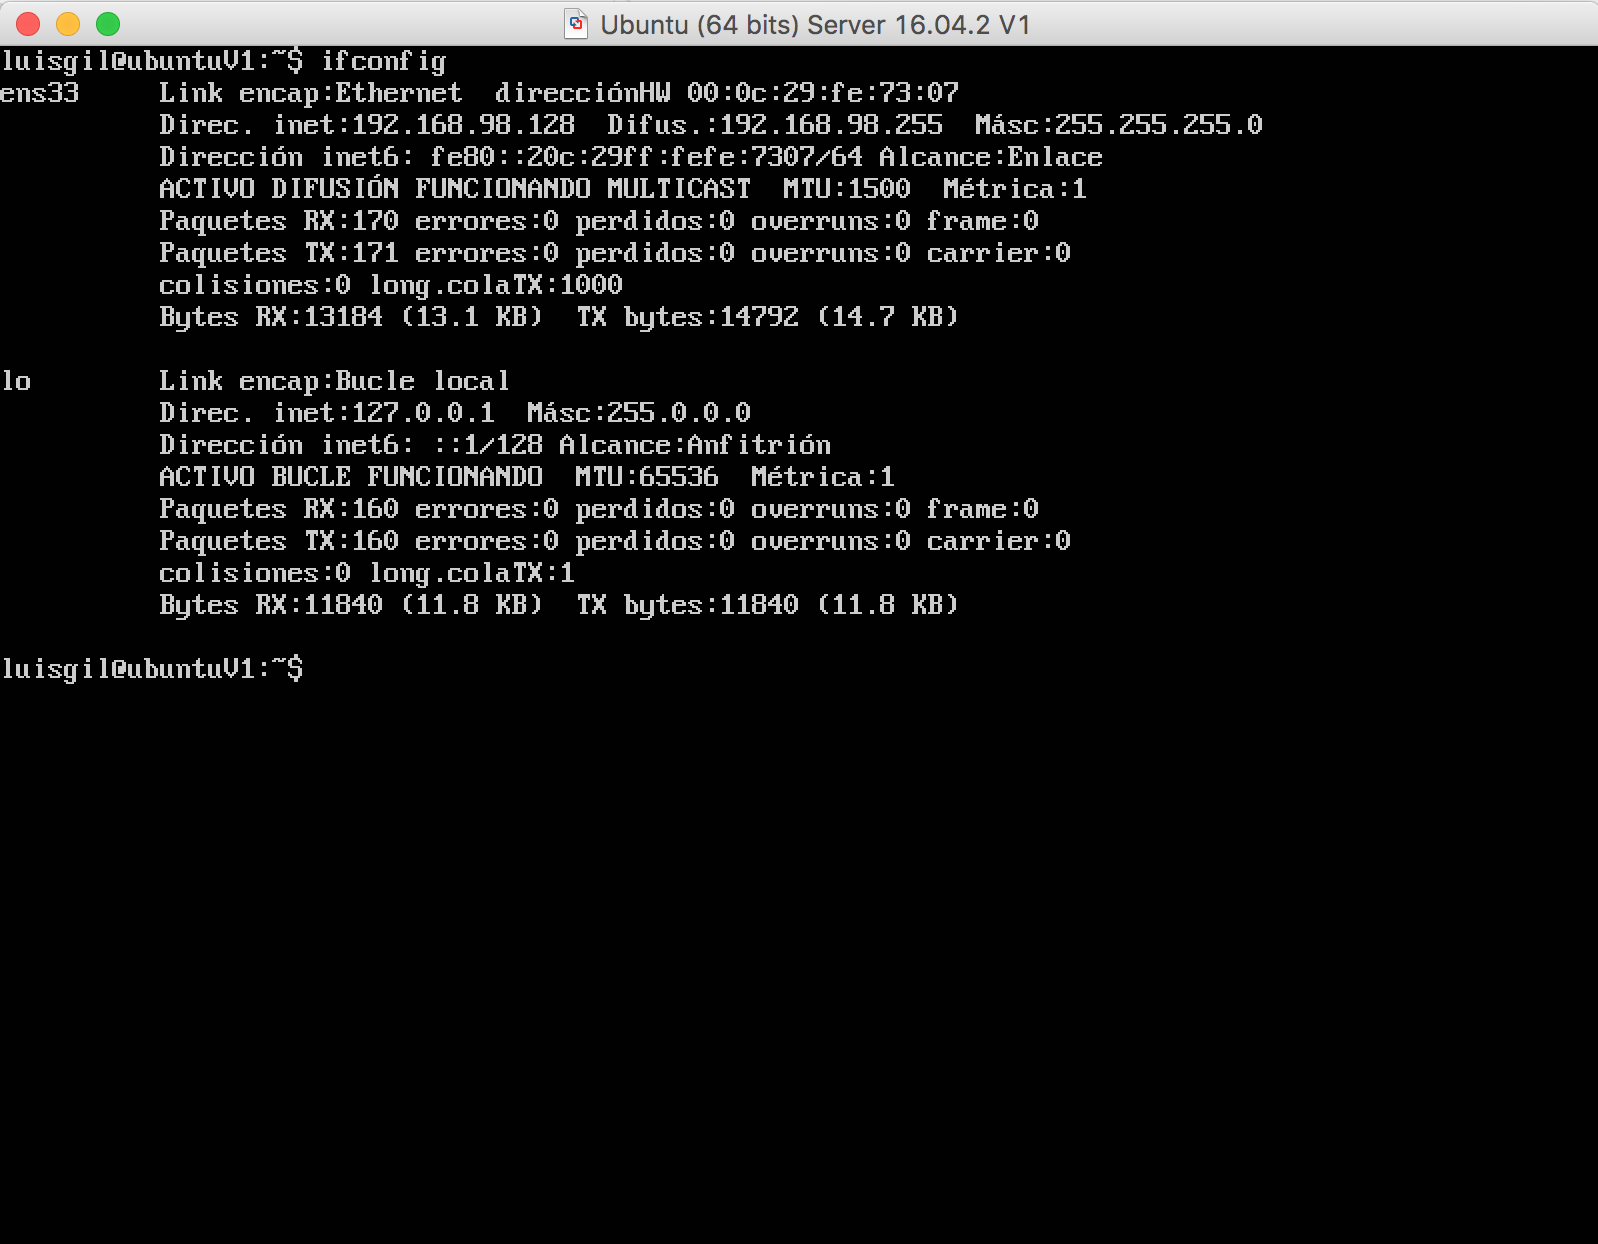 Ubuntu (64 bits) Server 16.04.2 V1
luisgil@ubuntuV1:~$ ifconfig
ens33     Link encap:Ethernet  direcciónHW 00:0c:29:fe:73:07
          Direc. inet:192.168.98.128  Difus.:192.168.98.255  Másc:255.255.255.0
          Dirección inet6: fe80::20c:29ff:fefe:7307/64 Alcance:Enlace
          ACTIVO DIFUSIÓN FUNCIONANDO MULTICAST  MTU:1500  Métrica:1
          Paquetes RX:170 errores:0 perdidos:0 overruns:0 frame:0
          Paquetes TX:171 errores:0 perdidos:0 overruns:0 carrier:0
          colisiones:0 long.colaTX:1000
          Bytes RX:13184 (13.1 KB)  TX bytes:14792 (14.7 KB)
lo        Link encap:Bucle local
          Direc. inet:127.0.0.1  Másc:255.0.0.0
          Dirección inet6: ::1/128 Alcance:Anfitrión
          ACTIVO BUCLE FUNCIONANDO  MTU:65536  Métrica:1
          Paquetes RX:160 errores:0 perdidos:0 overruns:0 frame:0
          Paquetes TX:160 errores:0 perdidos:0 overruns:0 carrier:0
          colisiones:0 long.colaTX:1
          Bytes RX:11840 (11.8 KB)  TX bytes:11840 (11.8 KB)
luisgil@ubuntuV1:~$